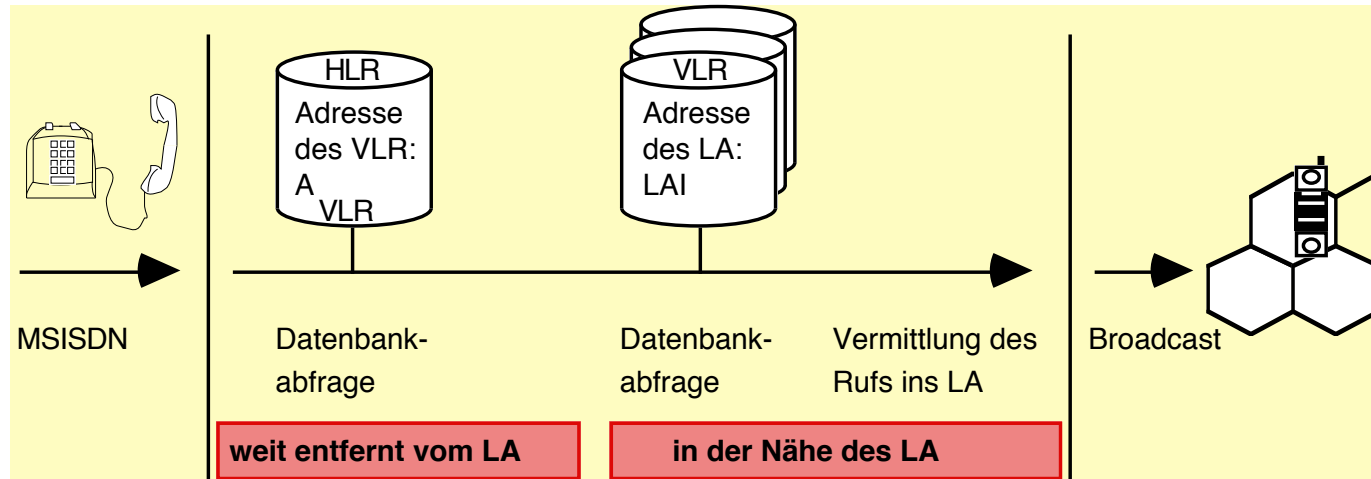 HLR
Adresse
des VLR:
A
VLR
VLR
Adresse
des LA:
LAI
MSISDN
Datenbank-
abfrage
Datenbank-
abfrage
Vermittlung des
Rufs ins LA
Broadcast
weit entfernt vom LA
in der Nähe des LA